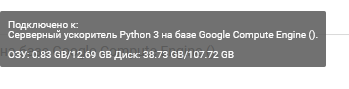 Подключено к:
Серверный ускоритель Python 3 на базе Google Compute Engine ().
ОЗУ: 0.83 GB/12.69 GB Диск: 38.73 GB/107.72 GB